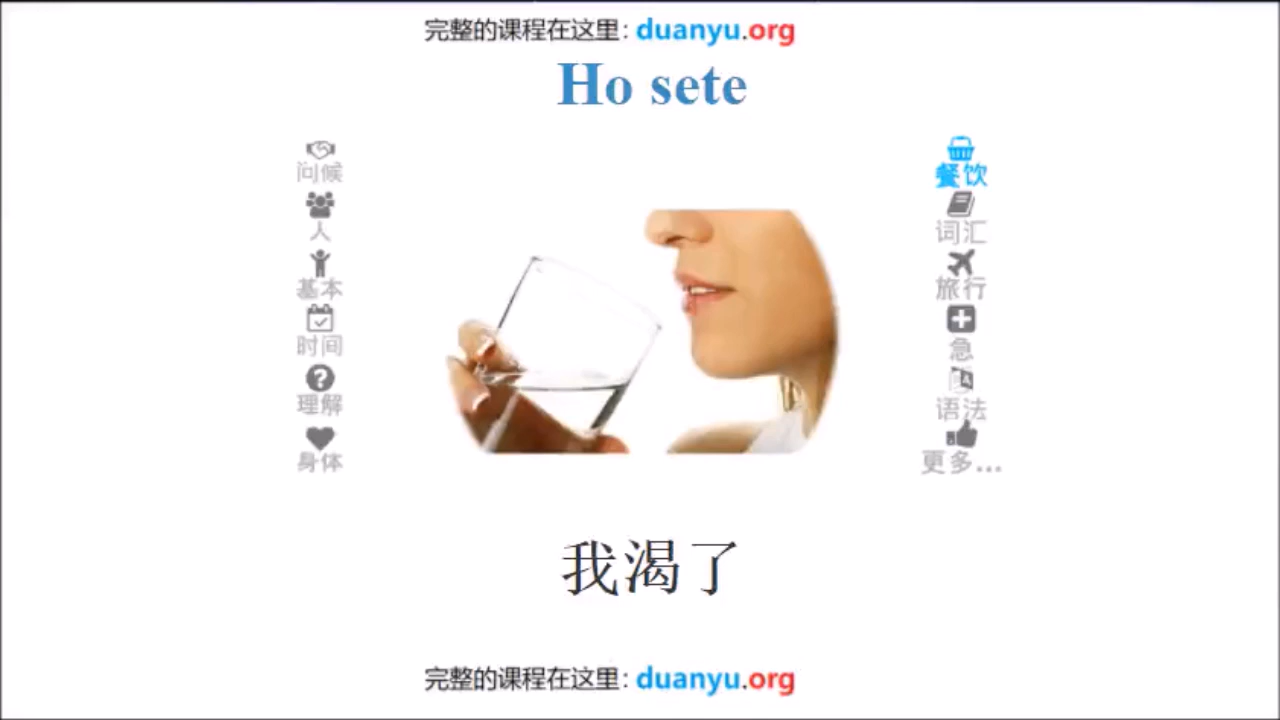 完整的课程在这里：duanyu.org
Ho sete
问候
人
基本
时间
理解
身体
餐饮
词汇
旅行
急
语法
更多...
我渴了
完整的课程在这里：duanyu.org